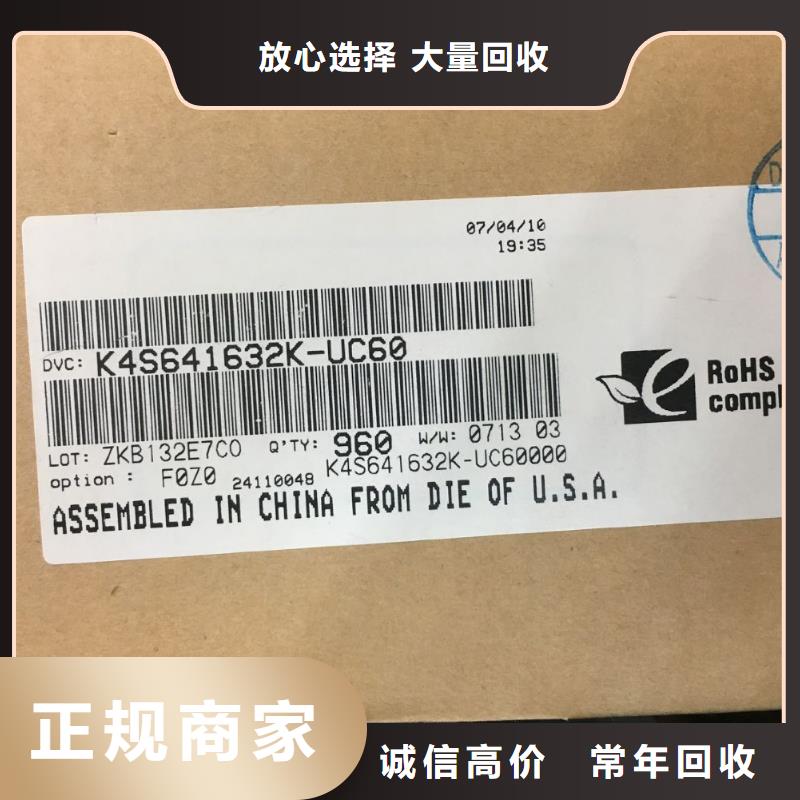 放心选择 大量回收
07/04/10
19:35
DVC: K4S641632K-UC60
LOT: ZKB132E7C0 Q'TY: 960 W/W: 0713 03
option : F0Z0 24110048 K4S641632K-UC60000
ASSEMBLED IN CHINA FROM DIE OF U.S.A.
RoHS
compl
正规商家
诚信高价 常年回收